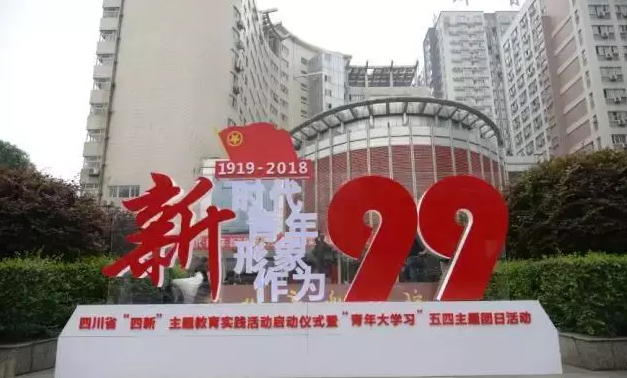 1919-2018
新
时代
青年
形象
作为
99
四川省“四新”主题教育实践活动启动仪式暨“青年大学习”五四主题团日活动